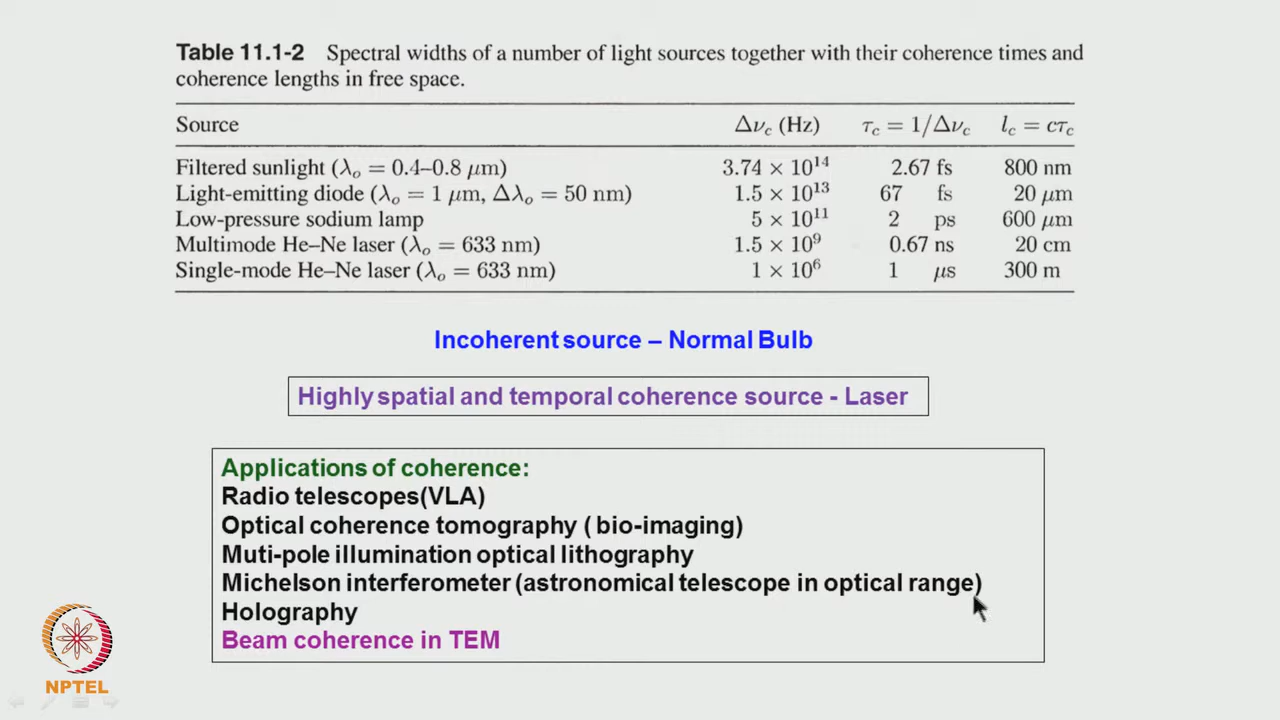 Table 11.1-2 Spectral widths of a number of light sources together with their coherence times and
coherence lengths in free space.
Source Δν_c (Hz) τ_c = 1/Δν_c l_c = cτ_c
Filtered sunlight (λ_o = 0.4–0.8 μm) 3.74 × 10^14 2.67 fs 800 nm
Light-emitting diode (λ_o = 1 μm, Δλ_o = 50 nm) 1.5 × 10^13 67 fs 20 μm
Low-pressure sodium lamp 5 × 10^11 2 ps 600 μm
Multimode He–Ne laser (λ_o = 633 nm) 1.5 × 10^9 0.67 ns 20 cm
Single-mode He–Ne laser (λ_o = 633 nm) 1 × 10^6 1 μs 300 m
Incoherent source – Normal Bulb
Highly spatial and temporal coherence source - Laser
Applications of coherence:
Radio telescopes(VLA)
Optical coherence tomography ( bio-imaging)
Muti-pole illumination optical lithography
Michelson interferometer (astronomical telescope in optical range)
Holography
Beam coherence in TEM
NPTEL